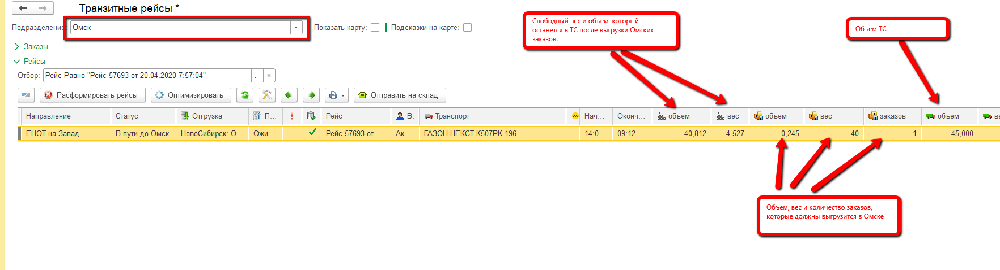 Транзитные рейсы *
Подразделение:
Омск
Показать карту:
Подсказки на карте:
Свободный вес и объем, который
останется в ТС после выгрузки Омских
заказов.
Объем ТС
Заказы
Рейсы
Отбор:
Рейс Равно "Рейс 57693 от 20.04.2020 7:57:04"
... ×
Расформировать рейсы
Оптимизировать
Отправить на склад
Направление Статус Отгрузка П... Рейс В. Транспорт Нач... Оконч... объем вес объем вес заказов объем ве
ЕНОТ на Запад В пути до Омск НовоСибирск: О... Ожи... Рейс 57693 от ... Ак... ГАЗОН НЕКСТ К507РК 196 14:0... 09:12 ... 40,812 4 527 0,245 40 1 45,000
Объем, вес и количество заказов,
которые должны выгрузится в Омске